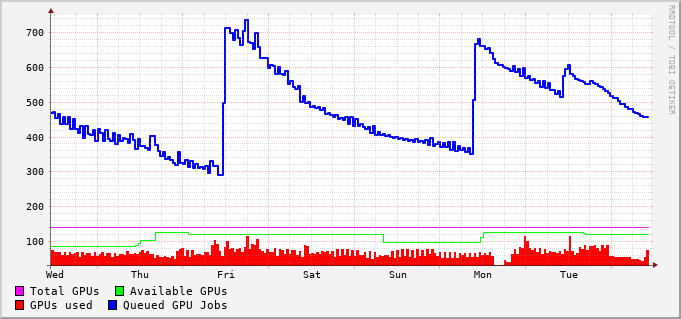 RRDTOOL / TOBI OETIKER
700
600
500
400
300
200
100
Wed Thu Fri Sat Sun Mon Tue
Total GPUs Available GPUs
GPUs used Queued GPU Jobs